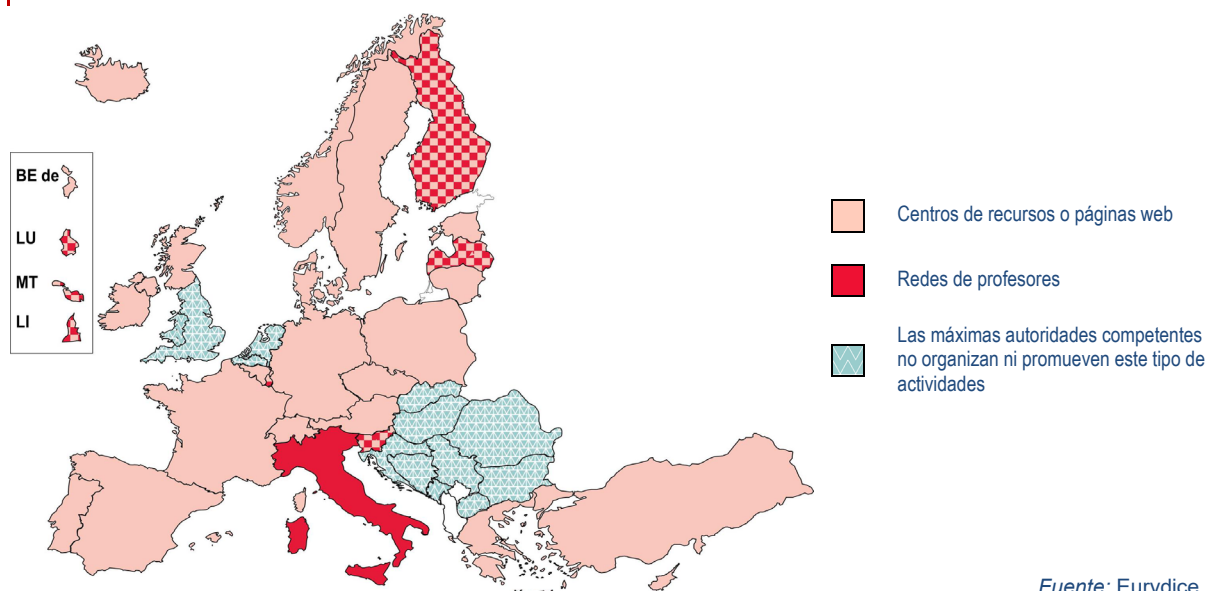 BE de
LU
MT
LI
Centros de recursos o páginas web
Redes de profesores
Las máximas autoridades competentes
no organizan ni promueven este tipo de
actividades
Fuente: Eurydice